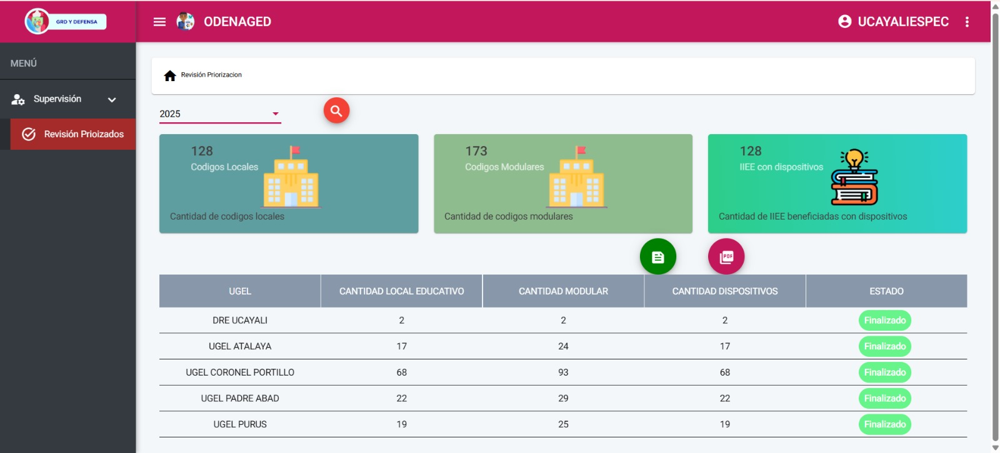 GRD Y DEFENSA
ODENAGED
UCAYALIESPEC
MENÚ
Supervisión
Revisión Prioizados
Revisión Priorizacion
2025
128
Codigos Locales
Cantidad de codigos locales
173
Codigos Modulares
Cantidad de codigos modulares
128
IIEE con dispositivos
Cantidad de IIEE beneficiadas con dispositivos
PDF
UGEL CANTIDAD LOCAL EDUCATIVO CANTIDAD MODULAR CANTIDAD DISPOSITIVOS ESTADO
DRE UCAYALI 2 2 2 Finalizado
UGEL ATALAYA 17 24 17 Finalizado
UGEL CORONEL PORTILLO 68 93 68 Finalizado
UGEL PADRE ABAD 22 29 22 Finalizado
UGEL PURUS 19 25 19 Finalizado